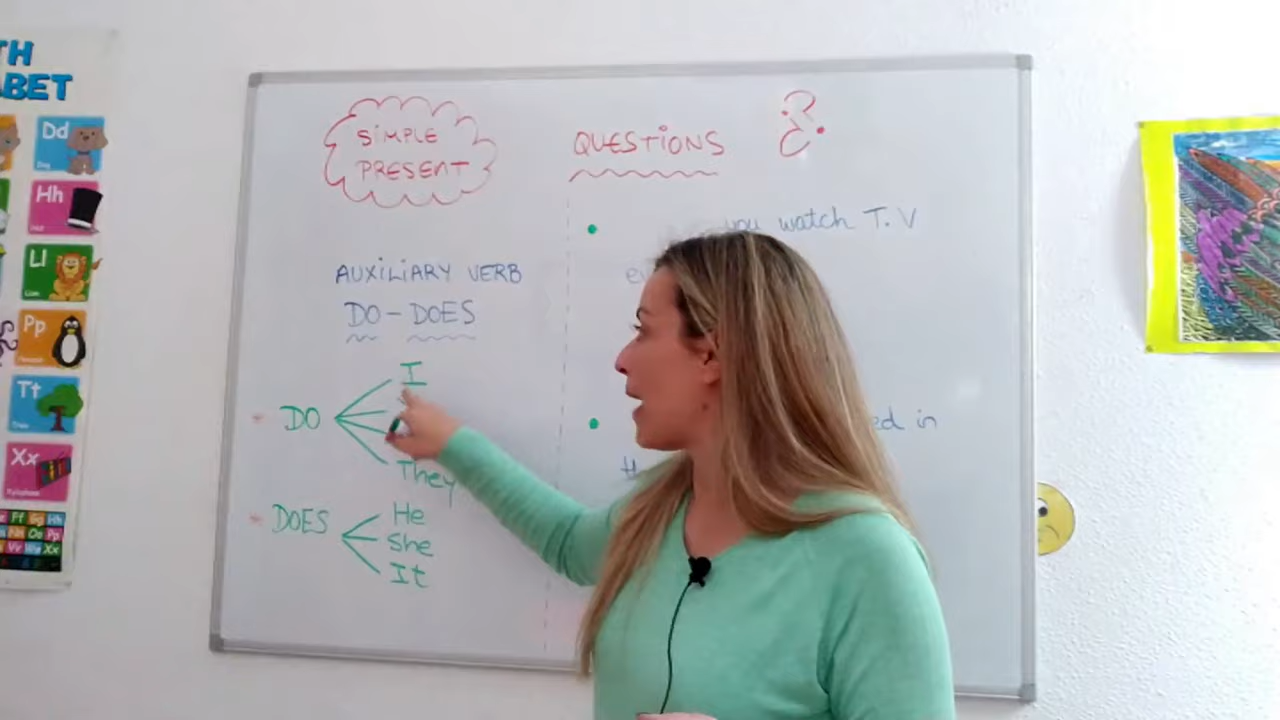 TH
ABET
Dd
Hh
Ll
Pp
Tt
Xx
SiMPLE
PRESENT
QUESTiONS
?
AUXiLiARY VERB
DO - DOES
DO
I
They
DOES
He
She
It
you watch T.V
ed in